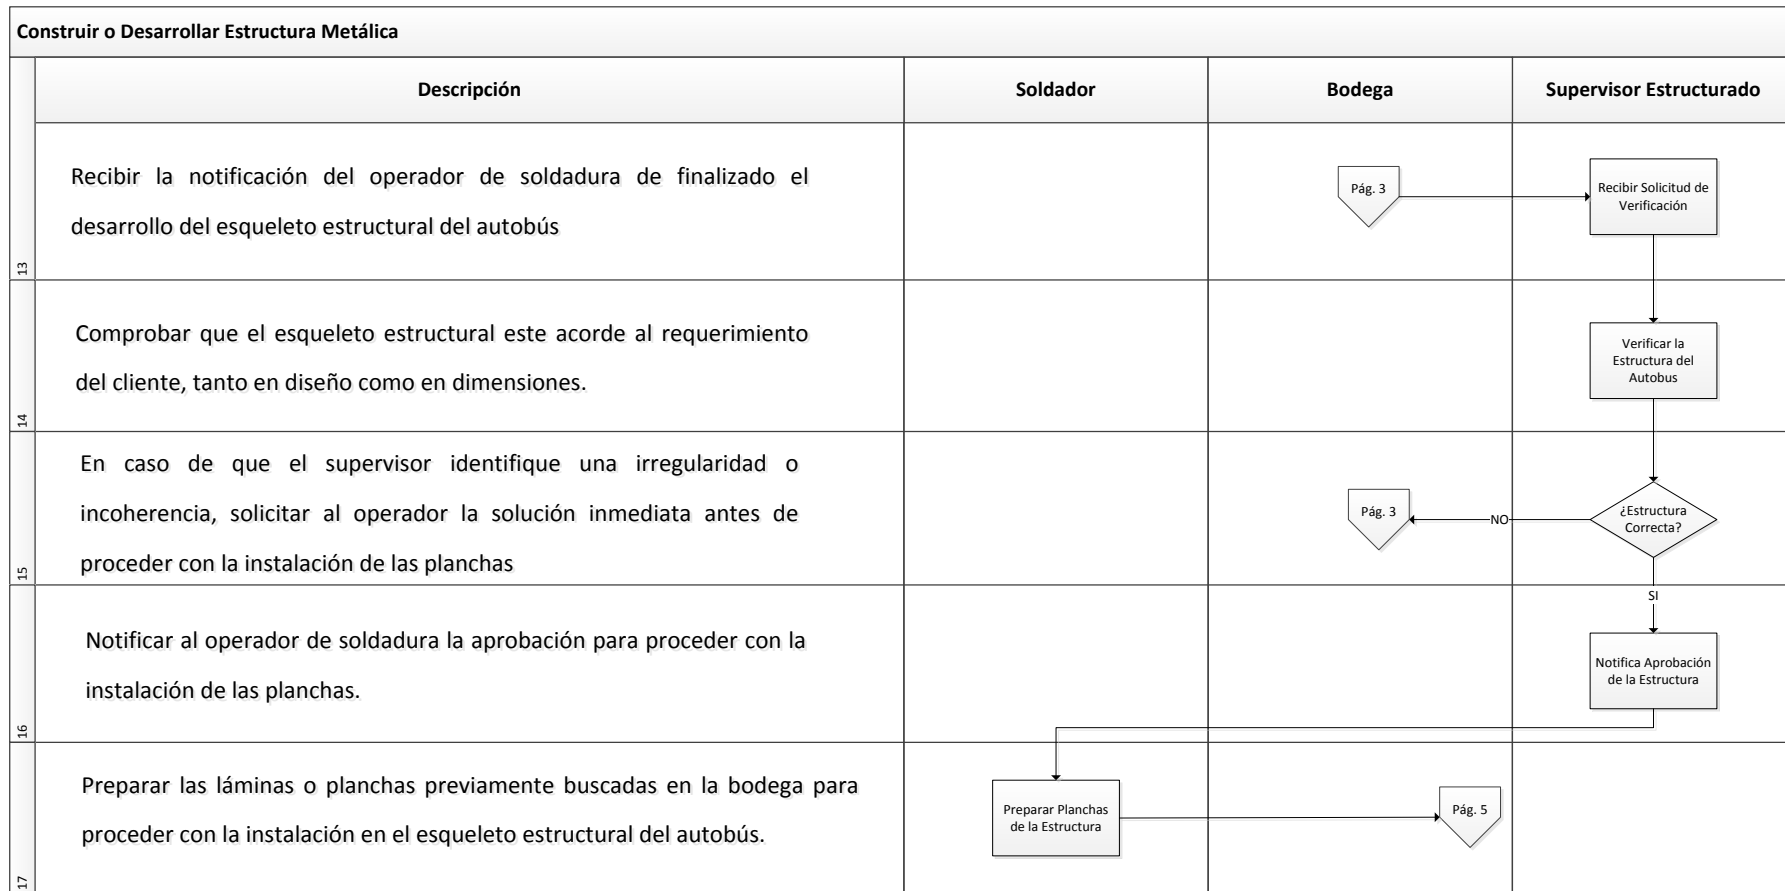 Construir o Desarrollar Estructura Metálica
Descripción
Soldador
Bodega
Supervisor Estructurado
13
Recibir la notificación del operador de soldadura de finalizado el
desarrollo del esqueleto estructural del autobús
Pág. 3
Recibir Solicitud de
Verificación
14
Comprobar que el esqueleto estructural este acorde al requerimiento
del cliente, tanto en diseño como en dimensiones.
Verificar la
Estructura del
Autobus
15
En caso de que el supervisor identifique una irregularidad o
incoherencia, solicitar al operador la solución inmediata antes de
proceder con la instalación de las planchas
Pág. 3
NO
¿Estructura
Correcta?
SI
16
Notificar al operador de soldadura la aprobación para proceder con la
instalación de las planchas.
Notifica Aprobación
de la Estructura
17
Preparar las láminas o planchas previamente buscadas en la bodega para
proceder con la instalación en el esqueleto estructural del autobús.
Preparar Planchas
de la Estructura
Pág. 5